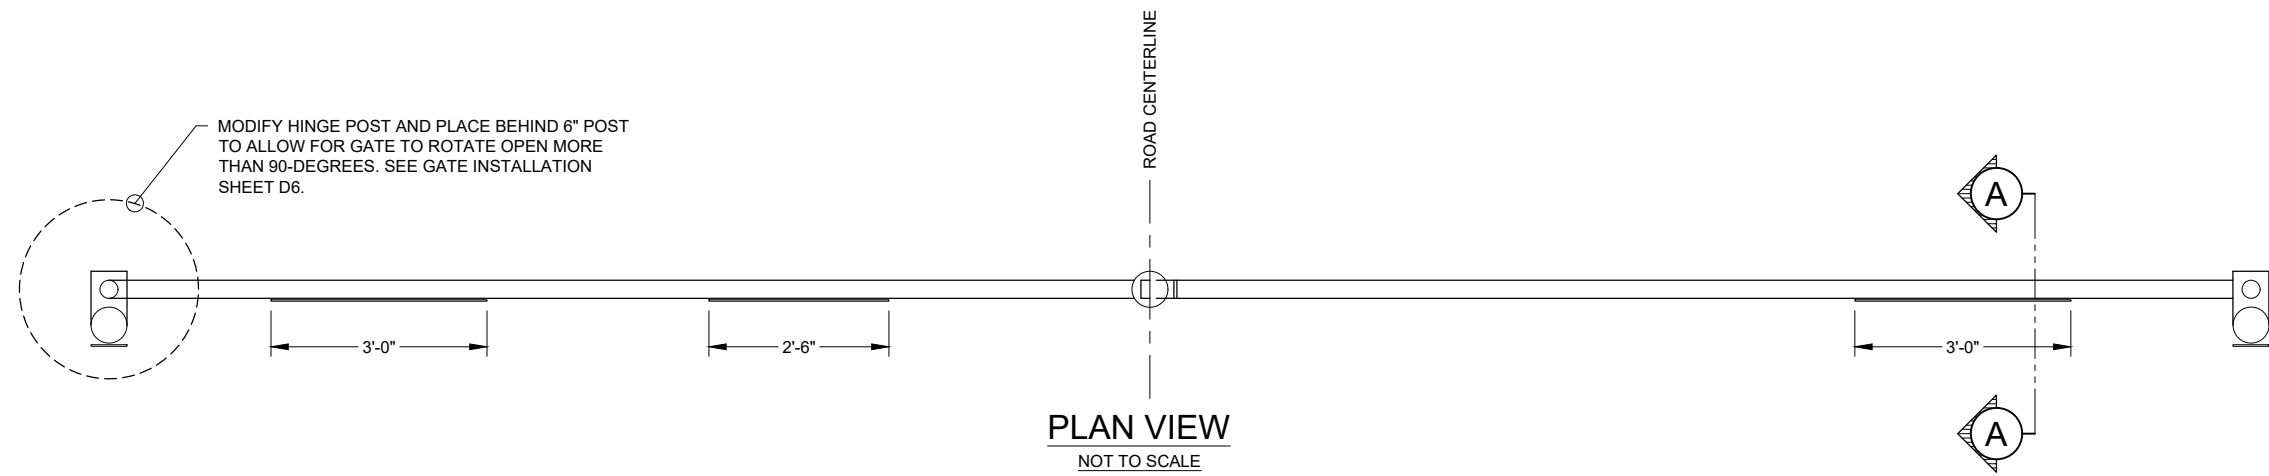 ROAD CENTERLINE
MODIFY HINGE POST AND PLACE BEHIND 6" POST
TO ALLOW FOR GATE TO ROTATE OPEN MORE
THAN 90-DEGREES. SEE GATE INSTALLATION
SHEET D6.
A
3'-0"
2'-6"
3'-0"
A
PLAN VIEW
NOT TO SCALE